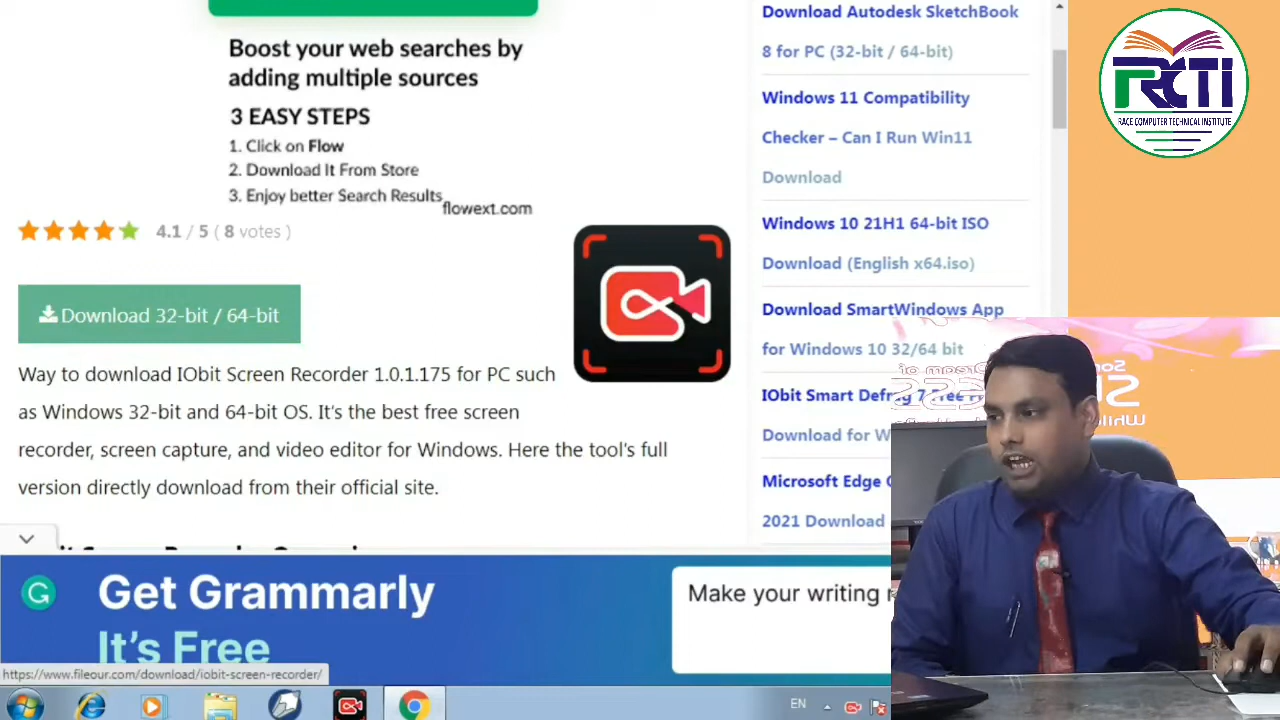 Boost your web searches by
adding multiple sources
3 EASY STEPS
1. Click on Flow
2. Download It From Store
3. Enjoy better Search Results
flowext.com
4.1 / 5 ( 8 votes )
Download 32-bit / 64-bit
Way to download IObit Screen Recorder 1.0.1.175 for PC such
as Windows 32-bit and 64-bit OS. It's the best free screen
recorder, screen capture, and video editor for Windows. Here the tool's full
version directly download from their official site.
Download Autodesk SketchBook
8 for PC (32-bit / 64-bit)
Windows 11 Compatibility
Checker – Can I Run Win11
Download
Windows 10 21H1 64-bit ISO
Download (English x64.iso)
Download SmartWindows App
for Windows 10 32/64 bit
IObit Smart Defrag 7 Free
Download for
Microsoft Edge
2021 Download
Get Grammarly
It's Free
Make your writing
https://www.fileour.com/download/iobit-screen-recorder/
EN
RCTI
RACE COMPUTER TECHNICAL INSTITUTE